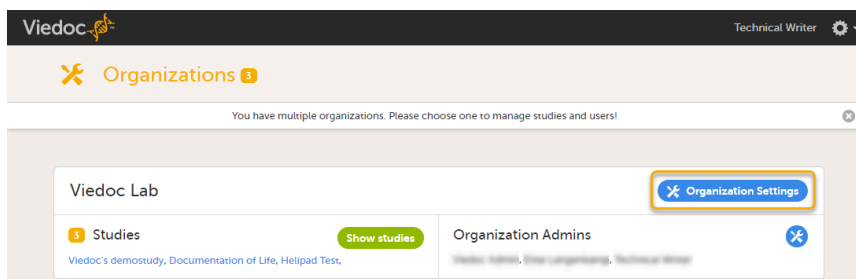 Viedoc
Technical Writer
Organizations 3
You have multiple organizations. Please choose one to manage studies and users!
Viedoc Lab
Organization Settings
3 Studies
Show studies
Organization Admins
Viedoc's demostudy, Documentation of Life, Helipad Test,